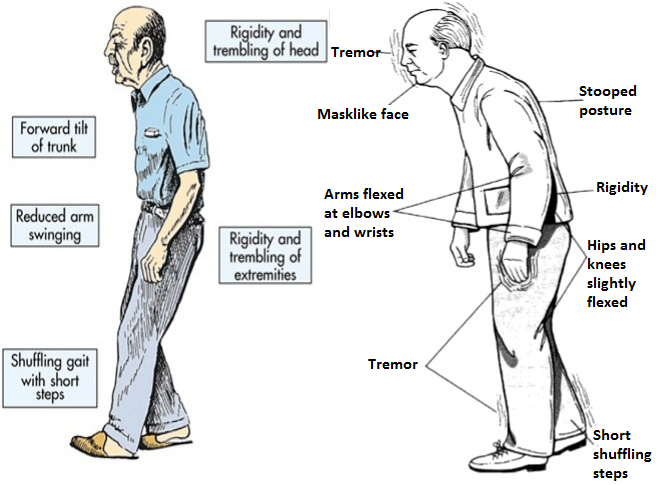 Rigidity and
trembling of head
Forward tilt
of trunk
Reduced arm
swinging
Rigidity and
trembling of
extremities
Shuffling gait
with short
steps
Tremor
Masklike face
Stooped
posture
Arms flexed
at elbows
and wrists
Rigidity
Hips and
knees
slightly
flexed
Tremor
Short
shuffling
steps